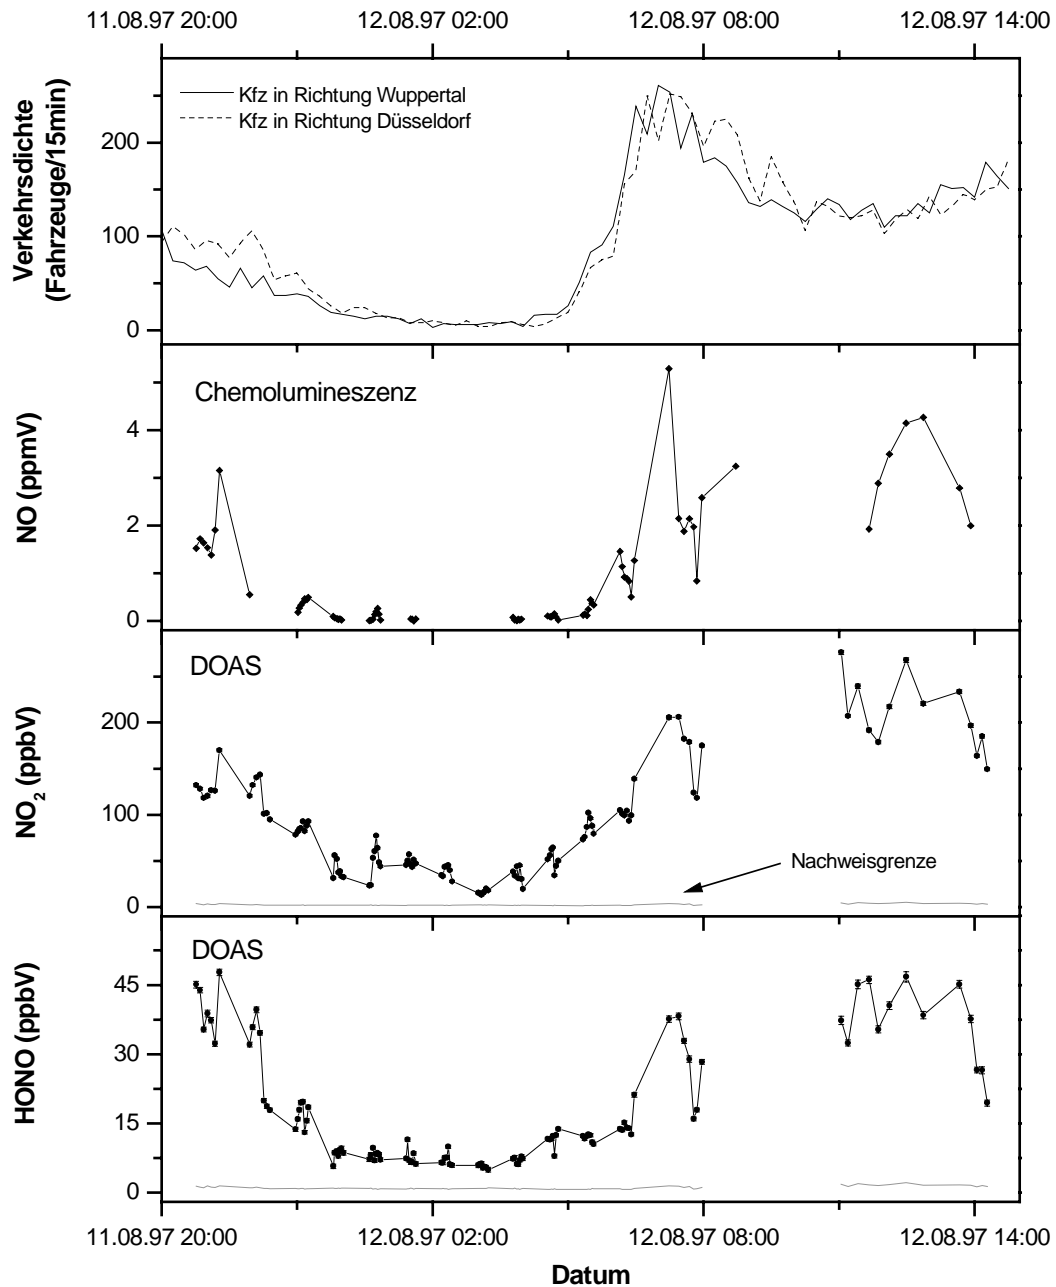 11.08.97 20:00 12.08.97 02:00 12.08.97 08:00 12.08.97 14:00
Verkehrsdichte
(Fahrzeuge/15min)
Kfz in Richtung Wuppertal
Kfz in Richtung Düsseldorf
200
100
0
NO (ppmV)
Chemolumineszenz
4
2
0
NO₂ (ppbV)
DOAS
200
100
0
Nachweisgrenze
HONO (ppbV)
DOAS
45
30
15
0
11.08.97 20:00 12.08.97 02:00 12.08.97 08:00 12.08.97 14:00
Datum